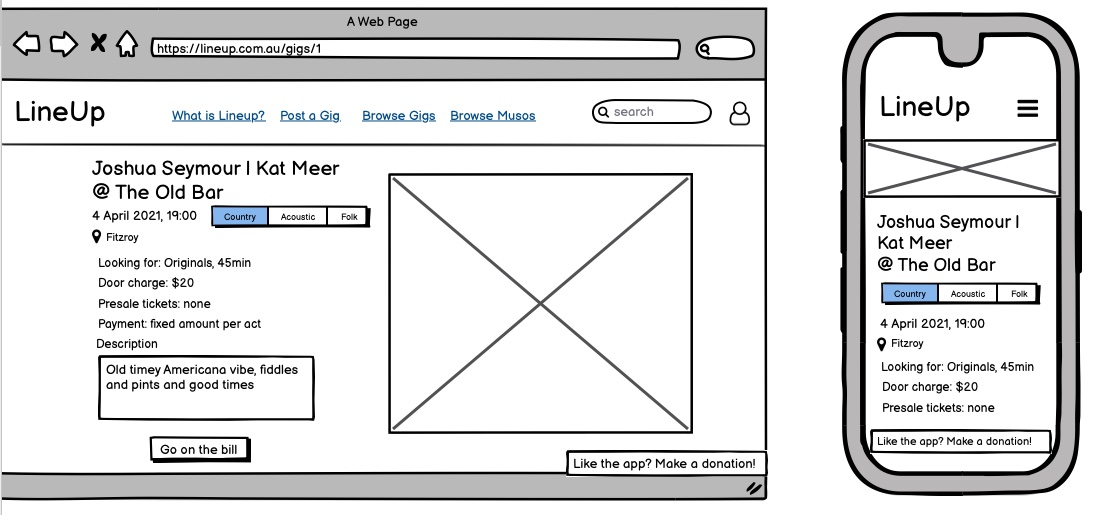 A Web Page
https://lineup.com.au/gigs/1
LineUp
What is Lineup? Post a Gig Browse Gigs Browse Musos
search
Joshua Seymour | Kat Meer
@ The Old Bar
4 April 2021, 19:00
Country Acoustic Folk
Fitzroy
Looking for: Originals, 45min
Door charge: $20
Presale tickets: none
Payment: fixed amount per act
Description
Old timey Americana vibe, fiddles
and pints and good times
Go on the bill
Like the app? Make a donation!
LineUp
Joshua Seymour |
Kat Meer
@ The Old Bar
Country Acoustic Folk
4 April 2021, 19:00
Fitzroy
Looking for: Originals, 45min
Door charge: $20
Presale tickets: none
Like the app? Make a donation!